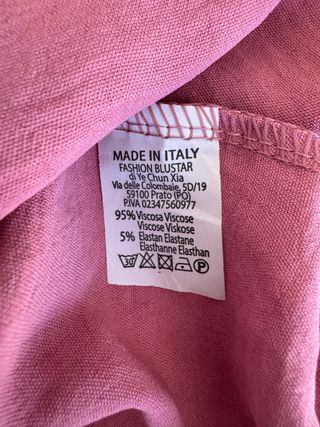 MADE IN ITALY
FASHION BLUSTAR
di Ye Chun Xia
Via delle Colombaie, 5D/19
59100 Prato (PO)
P.IVA 02347560977
95% Viscosa Viscose
Viscose Viskose
5% Elastan Elastane
Elasthanne Elasthan
30 P